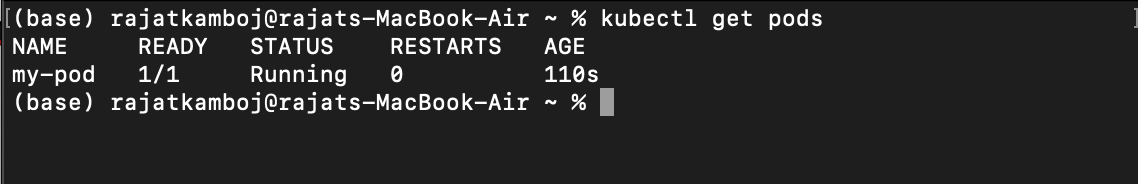 [(base) rajatkamboj@rajats-MacBook-Air ~ % kubectl get pods ]
NAME     READY   STATUS    RESTARTS   AGE
my-pod   1/1     Running   0          110s
(base) rajatkamboj@rajats-MacBook-Air ~ %